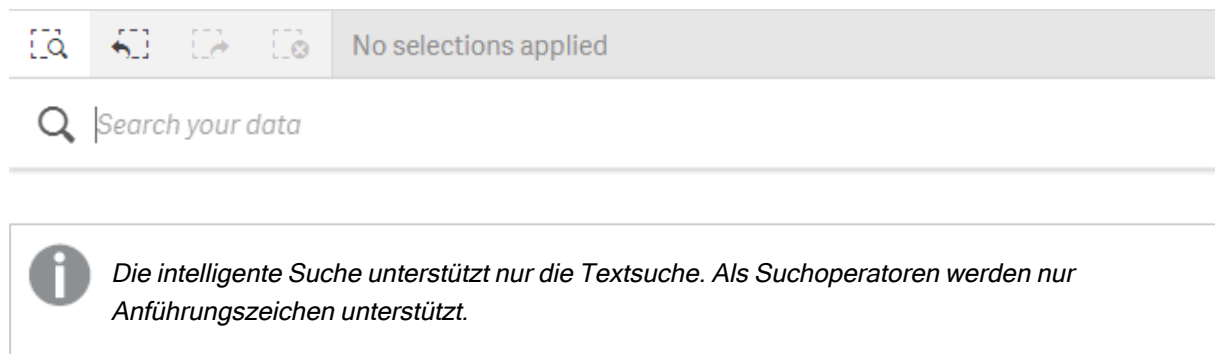 No selections applied
Search your data
Die intelligente Suche unterstützt nur die Textsuche. Als Suchoperatoren werden nur
Anführungszeichen unterstützt.